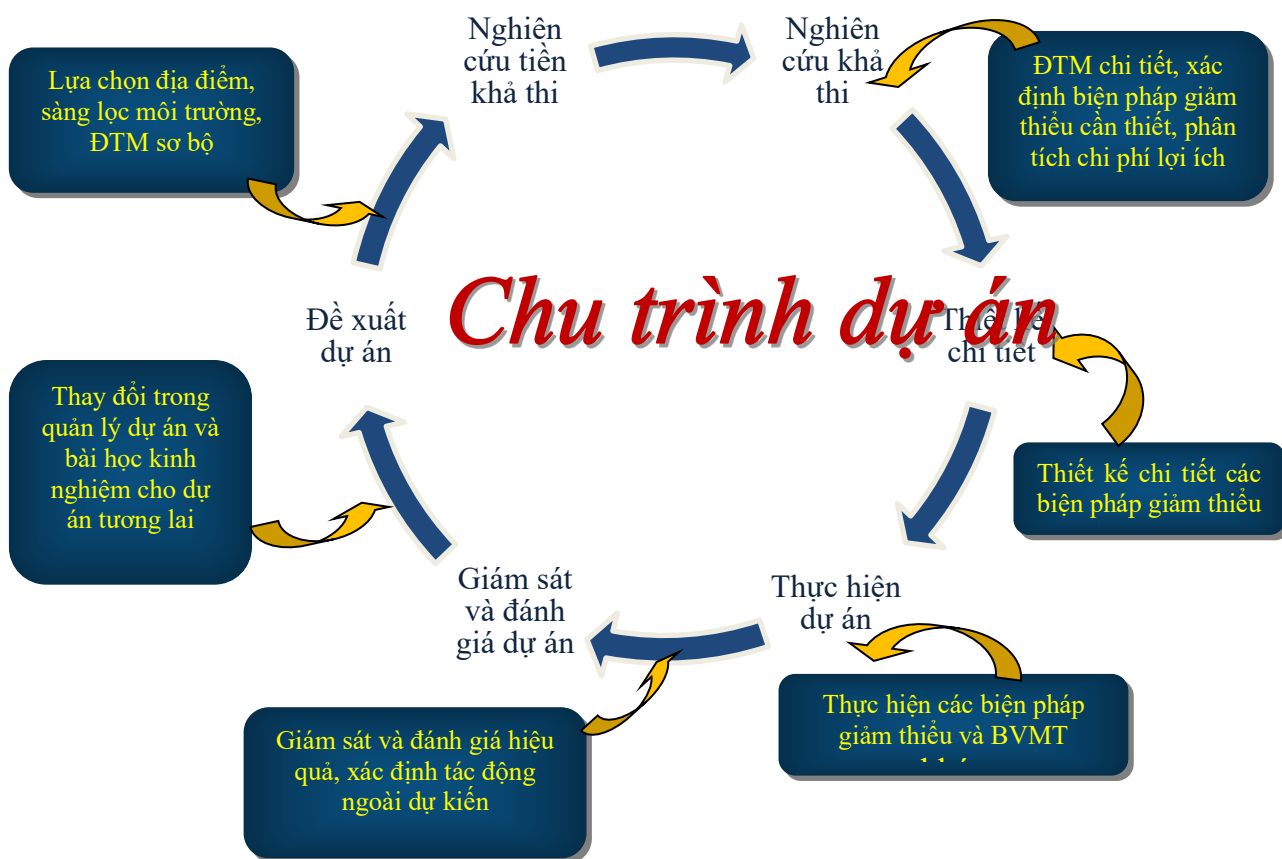 Nghiên
cứu tiền
khả thi
Nghiên
cứu khả
thi
Lựa chọn địa điểm,
sàng lọc môi trường,
ĐTM sơ bộ
ĐTM chi tiết, xác
định biện pháp giảm
thiểu cần thiết, phân
tích chi phí lợi ích
Chu trình dự án
Đề xuất
dự án
Thiết kế
chi tiết
Thay đổi trong
quản lý dự án và
bài học kinh
nghiệm cho dự
án tương lai
Thiết kế chi tiết các
biện pháp giảm thiểu
Giám sát
và đánh
giá dự án
Thực hiện
dự án
Giám sát và đánh giá hiệu
quả, xác định tác động
ngoài dự kiến
Thực hiện các biện pháp
giảm thiểu và BVMT